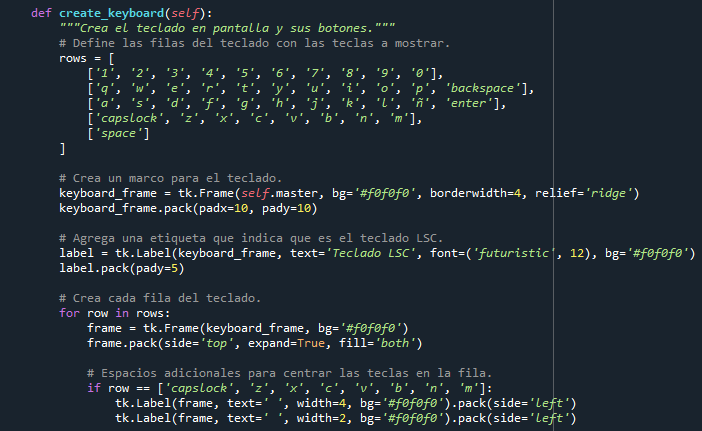 def create_keyboard(self):
"""Crea el teclado en pantalla y sus botones."""
# Define las filas del teclado con las teclas a mostrar.
rows = [
['1', '2', '3', '4', '5', '6', '7', '8', '9', '0'],
['q', 'w', 'e', 'r', 't', 'y', 'u', 'i', 'o', 'p', 'backspace'],
['a', 's', 'd', 'f', 'g', 'h', 'j', 'k', 'l', 'ñ', 'enter'],
['capslock', 'z', 'x', 'c', 'v', 'b', 'n', 'm'],
['space']
]
# Crea un marco para el teclado.
keyboard_frame = tk.Frame(self.master, bg='#f0f0f0', borderwidth=4, relief='ridge')
keyboard_frame.pack(padx=10, pady=10)
# Agrega una etiqueta que indica que es el teclado LSC.
label = tk.Label(keyboard_frame, text='Teclado LSC', font=('futuristic', 12), bg='#f0f0f0')
label.pack(pady=5)
# Crea cada fila del teclado.
for row in rows:
frame = tk.Frame(keyboard_frame, bg='#f0f0f0')
frame.pack(side='top', expand=True, fill='both')
# Espacios adicionales para centrar las teclas en la fila.
if row == ['capslock', 'z', 'x', 'c', 'v', 'b', 'n', 'm']:
tk.Label(frame, text=' ', width=4, bg='#f0f0f0').pack(side='left')
tk.Label(frame, text=' ', width=2, bg='#f0f0f0').pack(side='left')